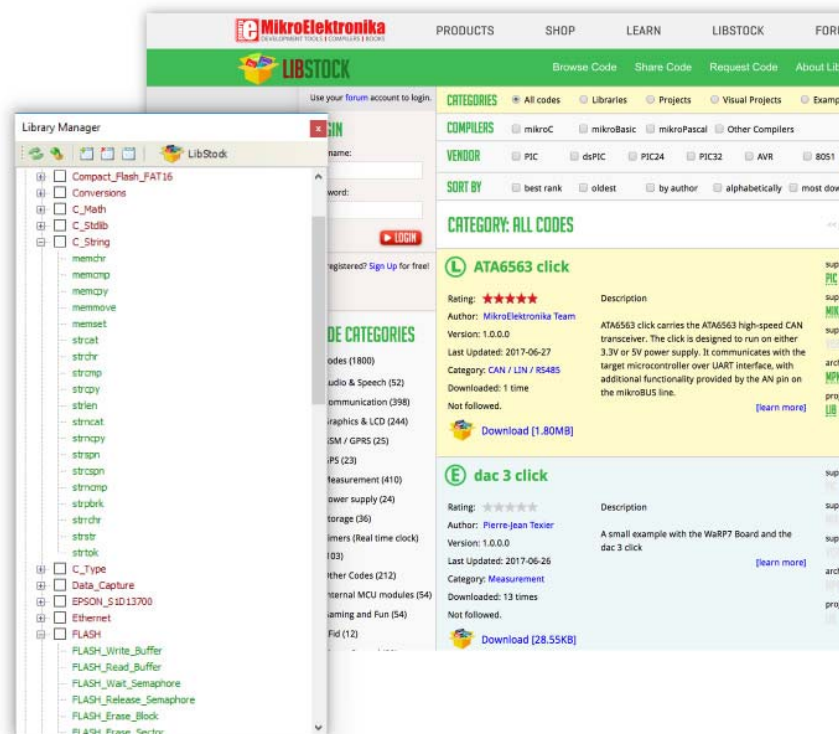 MikroElektronika
DEVELOPMENT TOOLS | COMPILERS | BOOKS
PRODUCTS SHOP LEARN LIBSTOCK
LIBSTOCK
Browse Code Share Code Request Code About Lib
Use your forum account to login.
CATEGORIES All codes Libraries Projects Visual Projects Examp
COMPILERS mikroC mikroBasic mikroPascal Other Compilers
VENDOR PIC dsPIC PIC24 PIC32 AVR 8051
SORT BY best rank oldest by author alphabetically most dow
LOGIN
registered? Sign Up for free!
CATEGORY: ALL CODES
DE CATEGORIES
odes (1800)
udio & Speech (52)
ommunication (398)
raphics & LCD (244)
SM / GPRS (25)
PS (23)
easurement (410)
ower supply (24)
torage (36)
imers (Real time clock)
103)
ther Codes (212)
nternal MCU modules (54)
aming and Fun (54)
Fid (12)
L ATA6563 click
Rating:
Author: MikroElektronika Team
Version: 1.0.0.0
Last Updated: 2017-06-27
Category: CAN / LIN / RS485
Downloaded: 1 time
Not followed.
Download [1.80MB]
Description
ATA6563 click carries the ATA6563 high-speed CAN
transceiver. The click is designed to run on either
3.3V or 5V power supply. It communicates with the
target microcontroller over UART interface, with
additional functionality provided by the AN pin on
the mikroBUS line.
[learn more]
E dac 3 click
Rating:
Author: Pierre-Jean Texier
Version: 1.0.0.0
Last Updated: 2017-06-26
Category: Measurement
Downloaded: 13 times
Not followed.
Download [28.55KB]
Description
A small example with the WaRP7 Board and the
dac 3 click
[learn more]
Library Manager
LibStock
Compact_Flash_FAT16
Conversions
C_Math
C_Stdlib
C_String
memchr
memcmp
memcpy
memmove
memset
strcat
strchr
strcmp
strcpy
strlen
strncat
strncpy
strspn
strcspn
strncmp
strpbrk
strrchr
strstr
strtok
C_Type
Data_Capture
EPSON_S1D13700
Ethernet
FLASH
FLASH_Write_Buffer
FLASH_Read_Buffer
FLASH_Wait_Semaphore
FLASH_Release_Semaphore
FLASH_Erase_Block
FLASH_Erase_Sector